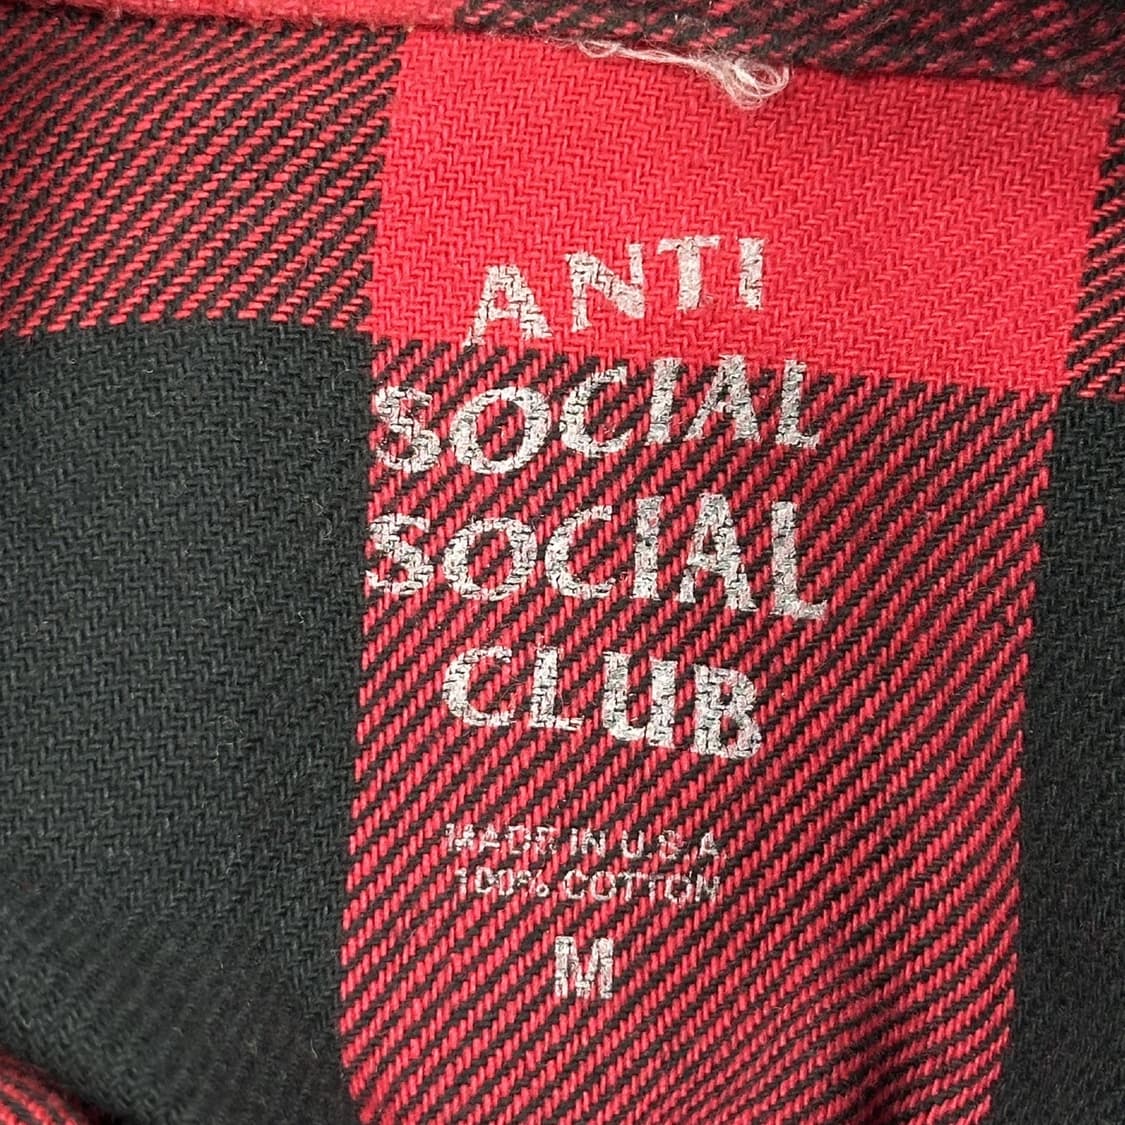 ANTI
SOCIAL
SOCIAL
CLUB
MADE IN U.S.A.
100% COTTON
M